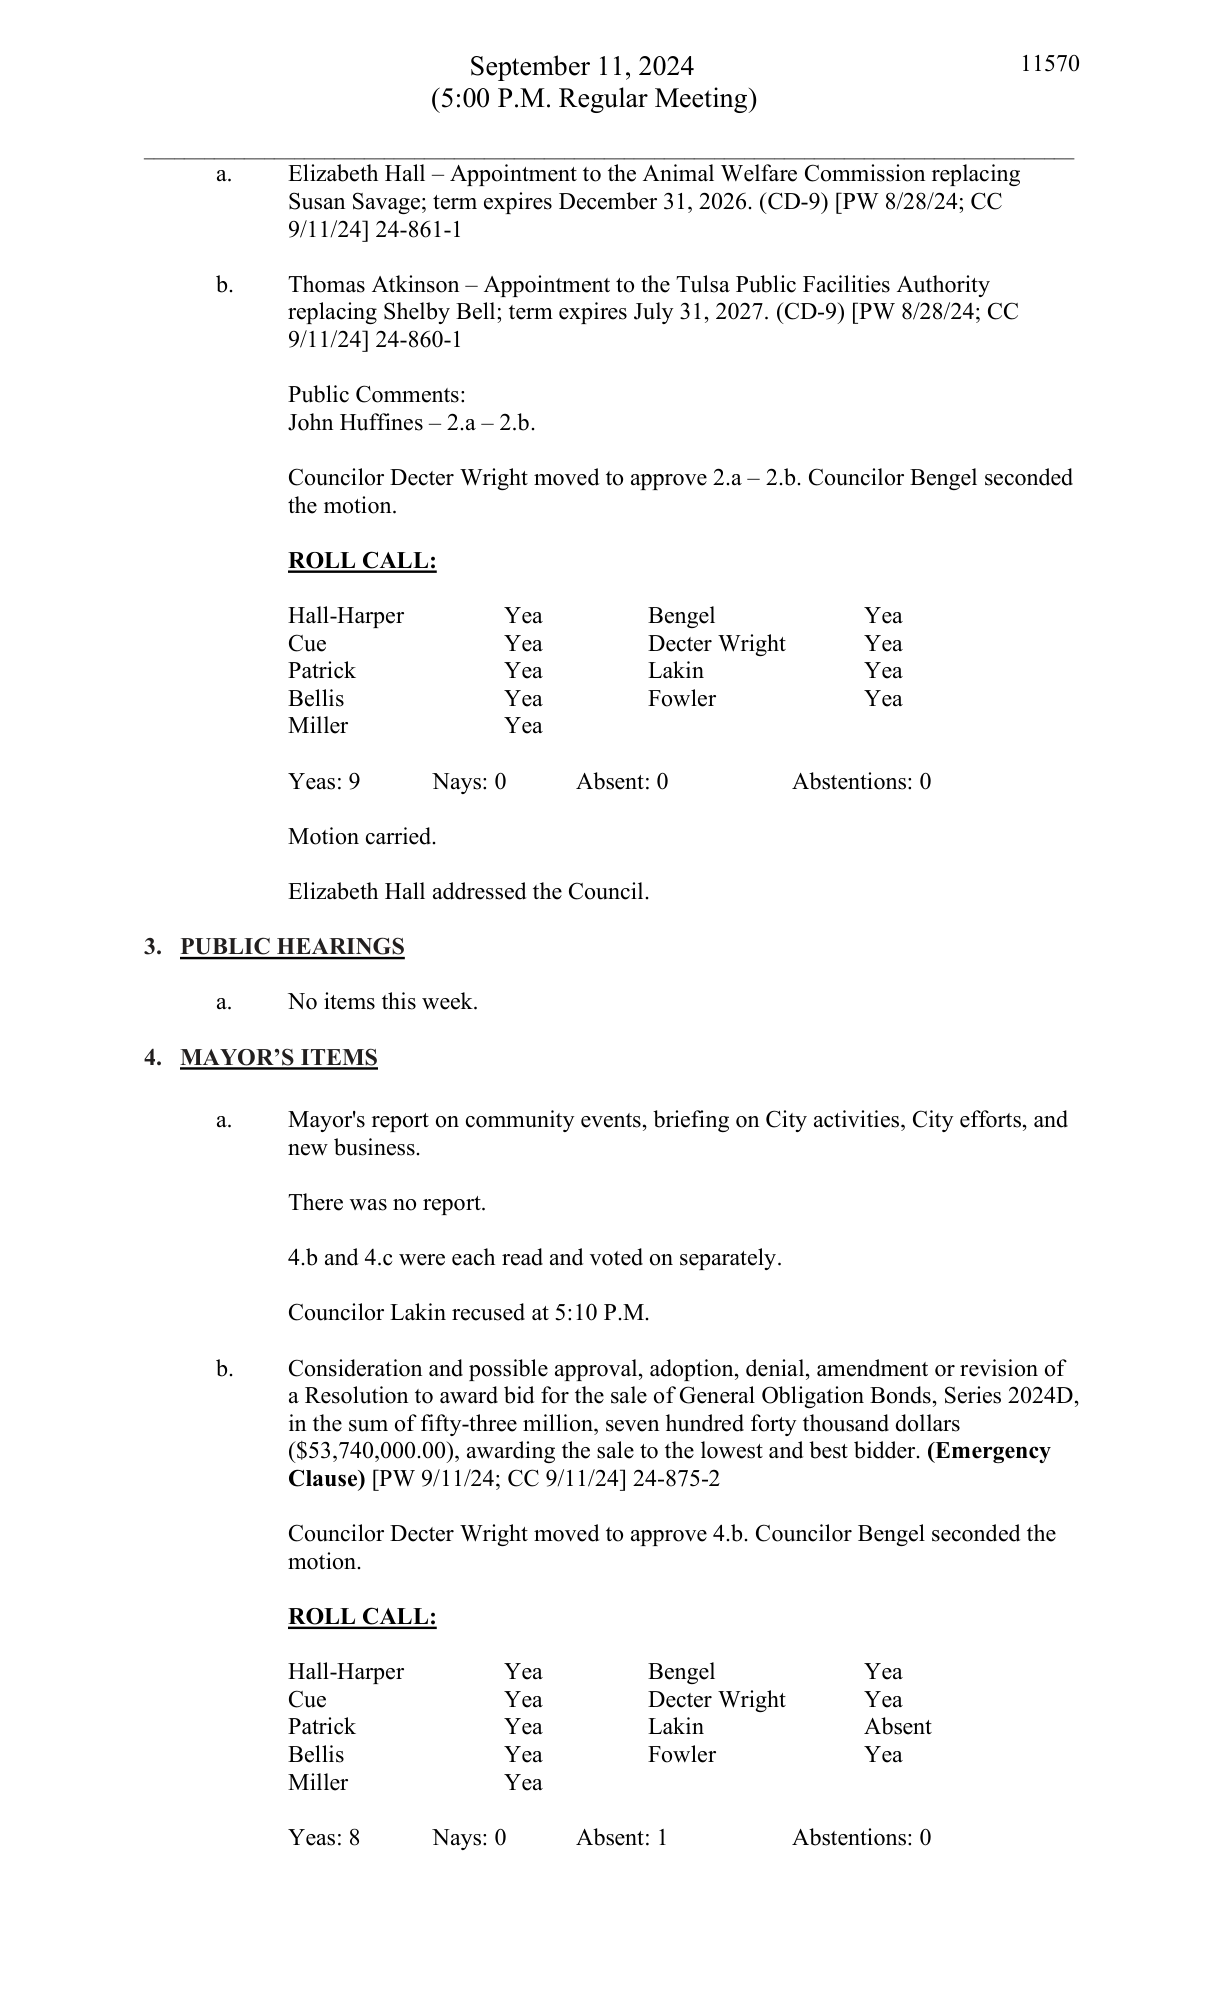 September 11, 2024 11570
(5:00 P.M. Regular Meeting)
a. Elizabeth Hall – Appointment to the Animal Welfare Commission replacing
Susan Savage; term expires December 31, 2026. (CD-9) [PW 8/28/24; CC
9/11/24] 24-861-1
b. Thomas Atkinson – Appointment to the Tulsa Public Facilities Authority
replacing Shelby Bell; term expires July 31, 2027. (CD-9) [PW 8/28/24; CC
9/11/24] 24-860-1
Public Comments:
John Huffines – 2.a – 2.b.
Councilor Decter Wright moved to approve 2.a – 2.b. Councilor Bengel seconded
the motion.
ROLL CALL:
Hall-Harper Yea Bengel Yea
Cue Yea Decter Wright Yea
Patrick Yea Lakin Yea
Bellis Yea Fowler Yea
Miller Yea
Yeas: 9 Nays: 0 Absent: 0 Abstentions: 0
Motion carried.
Elizabeth Hall addressed the Council.
3. PUBLIC HEARINGS
a. No items this week.
4. MAYOR’S ITEMS
a. Mayor's report on community events, briefing on City activities, City efforts, and
new business.
There was no report.
4.b and 4.c were each read and voted on separately.
Councilor Lakin recused at 5:10 P.M.
b. Consideration and possible approval, adoption, denial, amendment or revision of
a Resolution to award bid for the sale of General Obligation Bonds, Series 2024D,
in the sum of fifty-three million, seven hundred forty thousand dollars
($53,740,000.00), awarding the sale to the lowest and best bidder. (Emergency
Clause) [PW 9/11/24; CC 9/11/24] 24-875-2
Councilor Decter Wright moved to approve 4.b. Councilor Bengel seconded the
motion.
ROLL CALL:
Hall-Harper Yea Bengel Yea
Cue Yea Decter Wright Yea
Patrick Yea Lakin Absent
Bellis Yea Fowler Yea
Miller Yea
Yeas: 8 Nays: 0 Absent: 1 Abstentions: 0